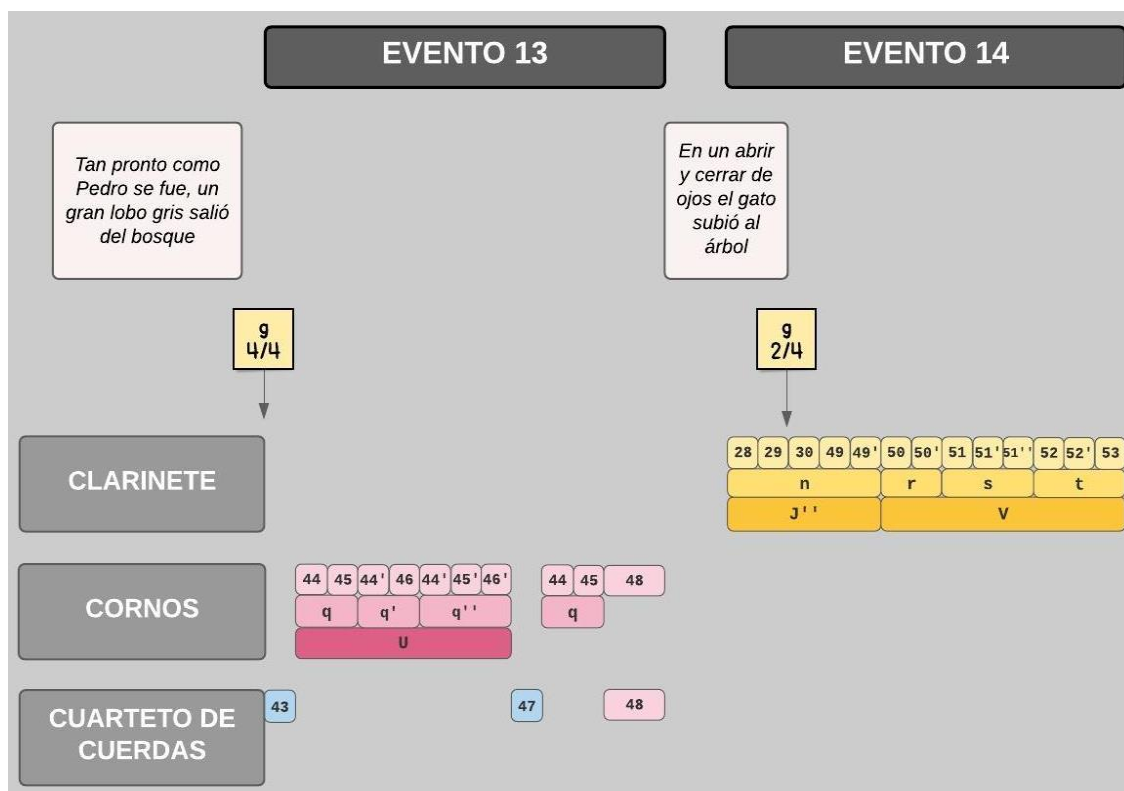 EVENTO 13
EVENTO 14
Tan pronto como
Pedro se fue, un
gran lobo gris salió
del bosque
En un abrir
y cerrar de
ojos el gato
subió al
árbol
g
4/4
g
2/4
CLARINETE
28 29 30 49 49' 50 50' 51 51' 51'' 52 52' 53
n r s t
J'' V
CORNOS
44 45 44' 46 44' 45' 46' 44 45 48
q q' q'' q
U
CUARTETO DE
CUERDAS
43 47 48